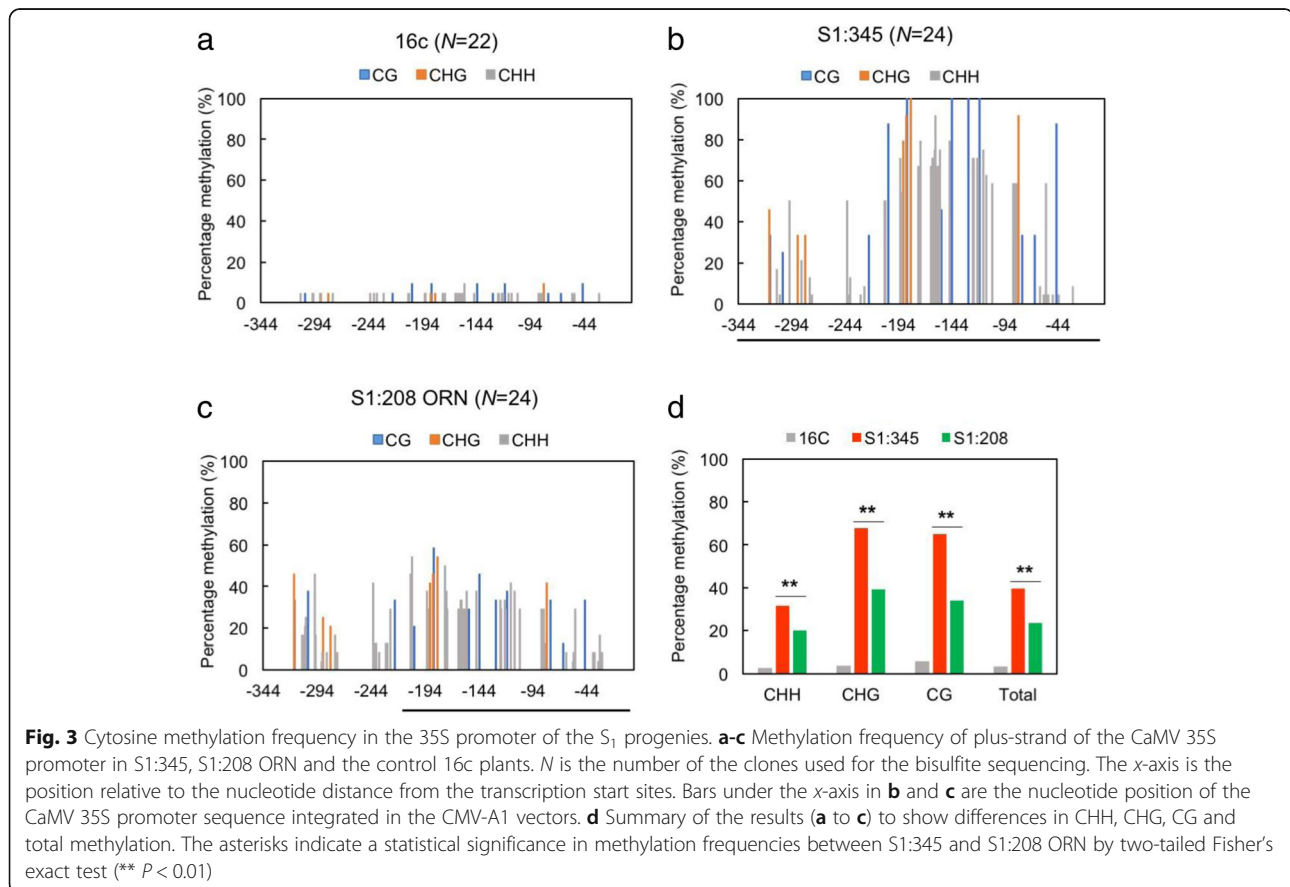 a
16c (N=22)
CG CHG CHH
Percentage methylation (%)
100
80
60
40
20
0
-344 -294 -244 -194 -144 -94 -44
b
S1:345 (N=24)
CG CHG CHH
Percentage methylation (%)
100
80
60
40
20
0
-344 -294 -244 -194 -144 -94 -44
c
S1:208 ORN (N=24)
CG CHG CHH
Percentage methylation (%)
100
80
60
40
20
0
-344 -294 -244 -194 -144 -94 -44
d
16C S1:345 S1:208
Percentage methylation (%)
100
80
60
40
20
0
** ** ** **
CHH CHG CG Total
Fig. 3 Cytosine methylation frequency in the 35S promoter of the S1 progenies. a-c Methylation frequency of plus-strand of the CaMV 35S
promoter in S1:345, S1:208 ORN and the control 16c plants. N is the number of the clones used for the bisulfite sequencing. The x-axis is the
position relative to the nucleotide distance from the transcription start sites. Bars under the x-axis in b and c are the nucleotide position of the
CaMV 35S promoter sequence integrated in the CMV-A1 vectors. d Summary of the results (a to c) to show differences in CHH, CHG, CG and
total methylation. The asterisks indicate a statistical significance in methylation frequencies between S1:345 and S1:208 ORN by two-tailed Fisher's
exact test (** P < 0.01)